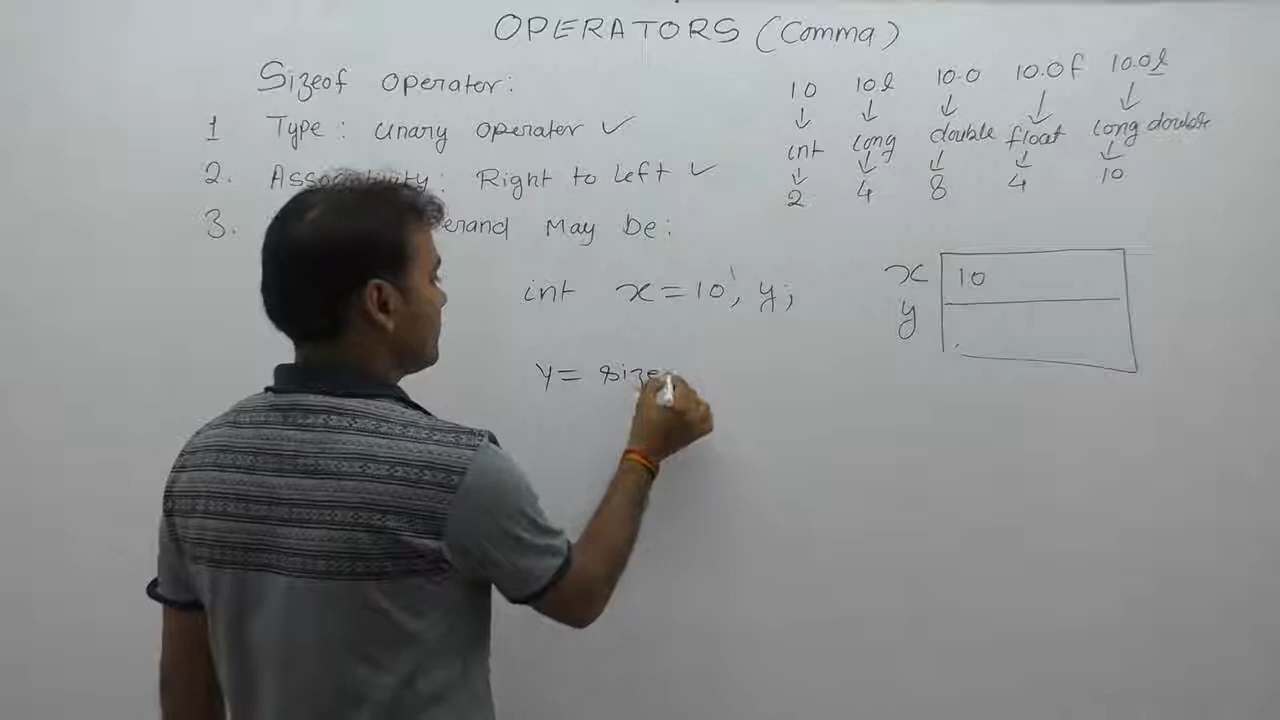 OPERATORS (Comma)
Sizeof Operator:
1 Type: Unary Operator ✓
2. Associativity: Right to Left ✓
3. erand May be:
int x = 10, y;
y = size
10 10l 10.0 10.0f 10.0l
↓ ↓ ↓ ↓ ↓
int long double float long double
↓ ↓ ↓ ↓ ↓
2 4 8 4 10
x 10
y